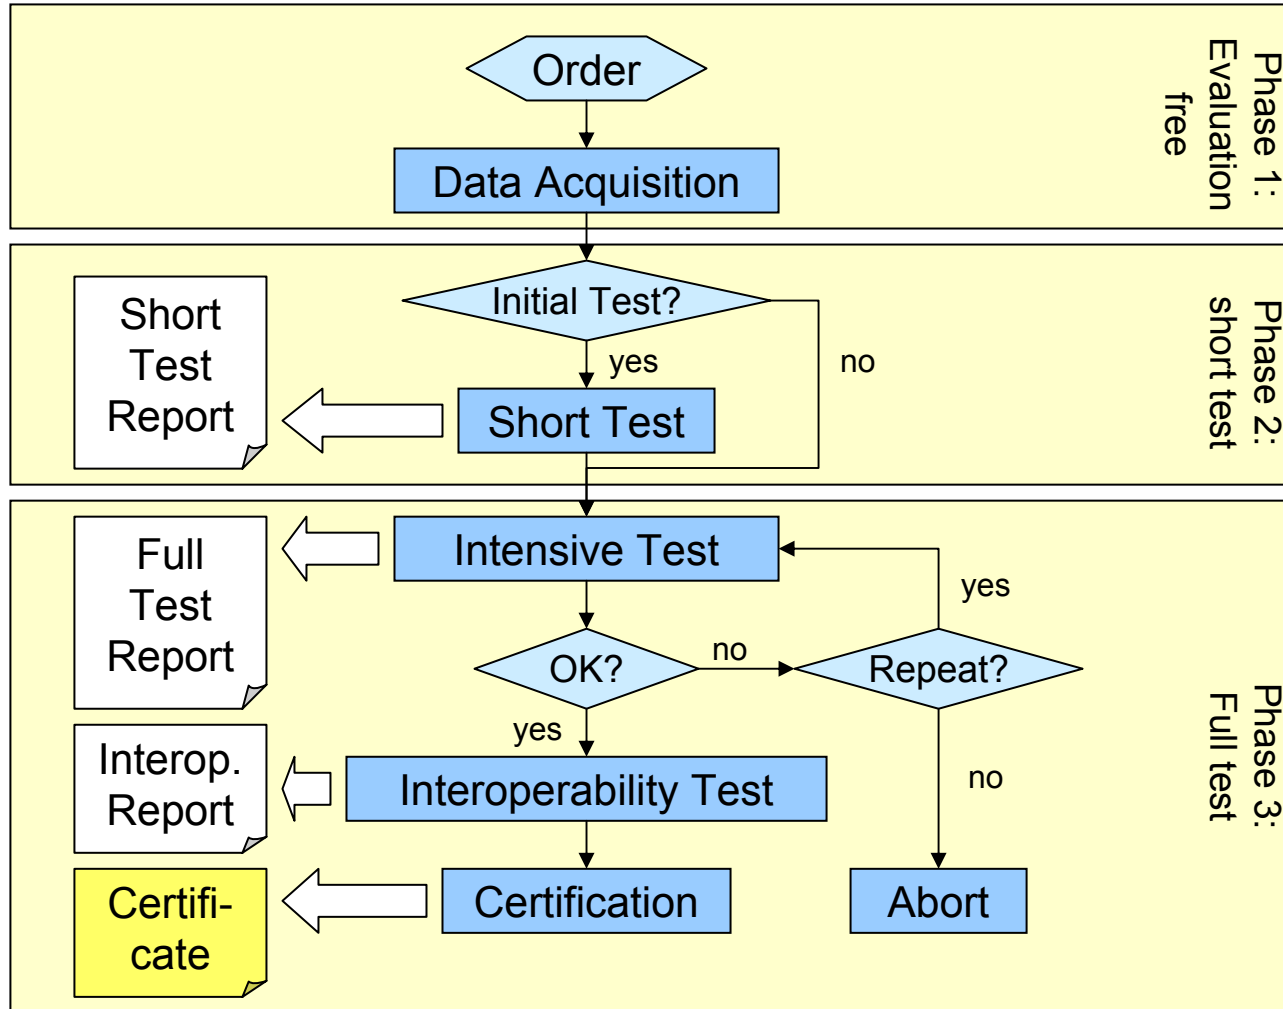 Order
Data Acquisition
Phase 1:
Evaluation
free
Initial Test?
yes
no
Short Test
Short
Test
Report
Phase 2:
short test
Intensive Test
Full
Test
Report
OK?
no
Repeat?
yes
yes
no
Interoperability Test
Interop.
Report
Certification
Abort
Certifi-
cate
Phase 3:
Full test